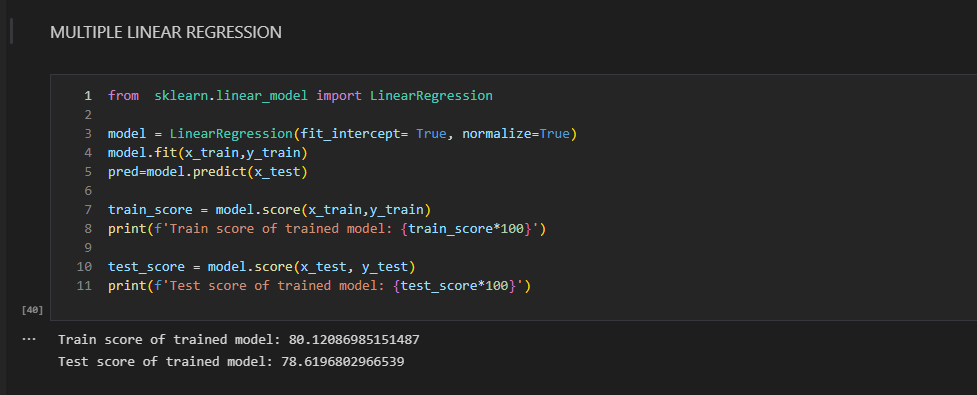 MULTIPLE LINEAR REGRESSION
1 from  sklearn.linear_model import LinearRegression
2
3 model = LinearRegression(fit_intercept= True, normalize=True)
4 model.fit(x_train,y_train)
5 pred=model.predict(x_test)
6
7 train_score = model.score(x_train,y_train)
8 print(f'Train score of trained model: {train_score*100}')
9
10 test_score = model.score(x_test, y_test)
11 print(f'Test score of trained model: {test_score*100}')
[40]
... Train score of trained model: 80.12086985151487
Test score of trained model: 78.6196802966539